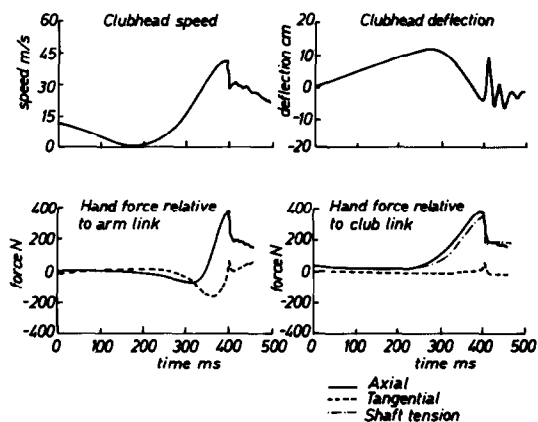 Clubhead speed
60
45
30
15
0
speed m/s
Clubhead deflection
20
10
0
-10
-20
deflection cm
Hand force relative
to arm link
400
200
0
-200
-400
force N
0 100 200 300 400 500
time ms
Hand force relative
to club link
400
200
0
-200
-400
force N
0 100 200 300 400 500
time ms
Axial
Tangential
Shaft tension